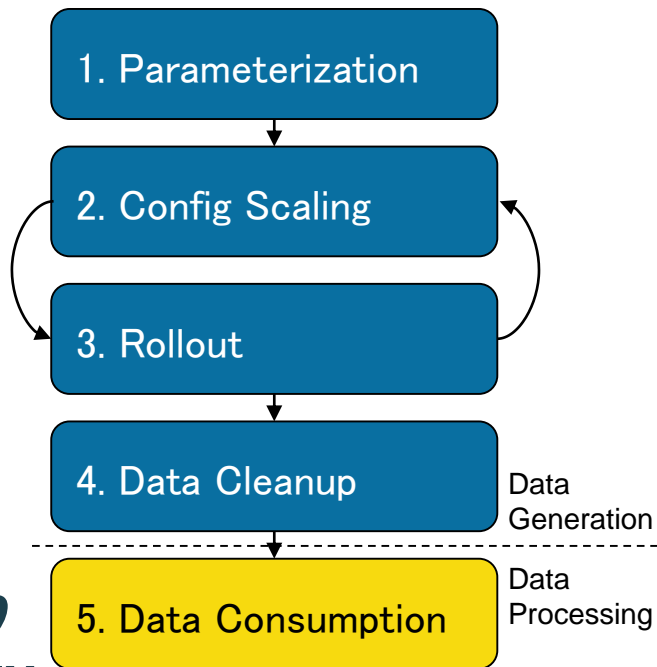 1. Parameterization
2. Config Scaling
3. Rollout
4. Data Cleanup
Data
Generation
Data
Processing
5. Data Consumption